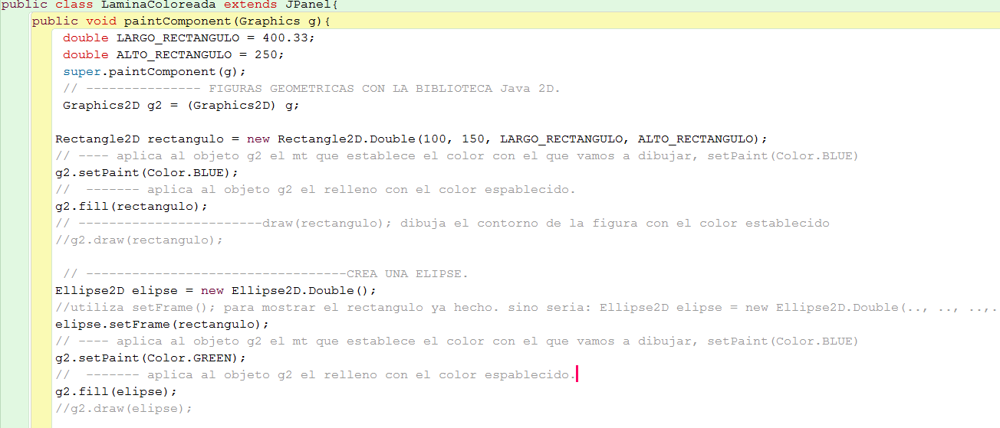 public class LaminaColoreada extends JPanel{
public void paintComponent(Graphics g){
double LARGO_RECTANGULO = 400.33;
double ALTO_RECTANGULO = 250;
super.paintComponent(g);
// --------------- FIGURAS GEOMETRICAS CON LA BIBLIOTECA Java 2D.
Graphics2D g2 = (Graphics2D) g;
Rectangle2D rectangulo = new Rectangle2D.Double(100, 150, LARGO_RECTANGULO, ALTO_RECTANGULO);
// ---- aplica al objeto g2 el mt que establece el color con el que vamos a dibujar, setPaint(Color.BLUE)
g2.setPaint(Color.BLUE);
//  ------- aplica al objeto g2 el relleno con el color espablecido.
g2.fill(rectangulo);
// ------------------------draw(rectangulo); dibuja el contorno de la figura con el color establecido
//g2.draw(rectangulo);
// ----------------------------------CREA UNA ELIPSE.
Ellipse2D elipse = new Ellipse2D.Double();
//utiliza setFrame(); para mostrar el rectangulo ya hecho. sino seria: Ellipse2D elipse = new Ellipse2D.Double(.., .., ..,.
elipse.setFrame(rectangulo);
// ---- aplica al objeto g2 el mt que establece el color con el que vamos a dibujar, setPaint(Color.BLUE)
g2.setPaint(Color.GREEN);
//  ------- aplica al objeto g2 el relleno con el color espablecido.
g2.fill(elipse);
//g2.draw(elipse);